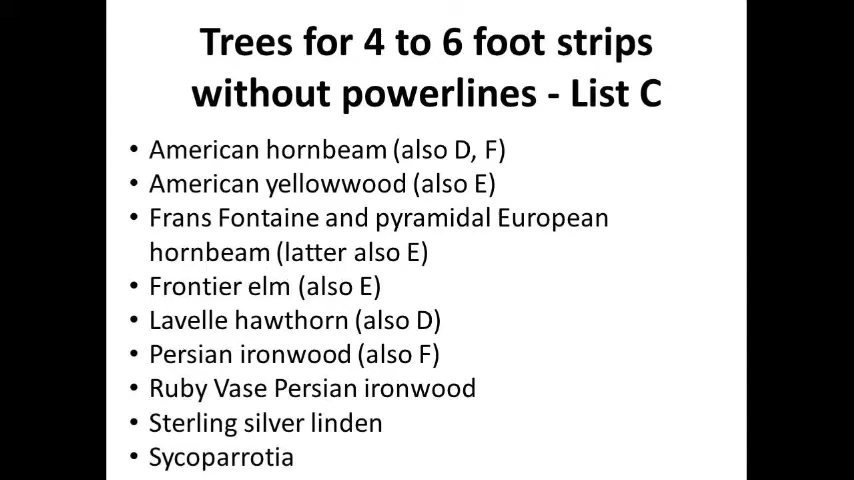 Trees for 4 to 6 foot strips
without powerlines - List C
• American hornbeam (also D, F)
• American yellowwood (also E)
• Frans Fontaine and pyramidal European
hornbeam (latter also E)
• Frontier elm (also E)
• Lavelle hawthorn (also D)
• Persian ironwood (also F)
• Ruby Vase Persian ironwood
• Sterling silver linden
• Sycoparrotia